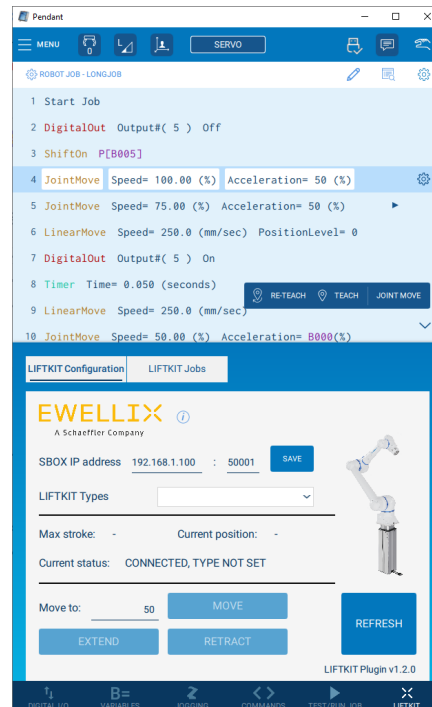 Pendant
MENU 0 SERVO
ROBOT JOB - LONGJOB
1 Start Job
2 DigitalOut Output#( 5 ) Off
3 ShiftOn P[B005]
4 JointMove Speed= 100.00 (%) Acceleration= 50 (%)
5 JointMove Speed= 75.00 (%) Acceleration= 50 (%)
6 LinearMove Speed= 250.0 (mm/sec) PositionLevel= 0
7 DigitalOut Output#( 5 ) On
8 Timer Time= 0.050 (seconds)
RE-TEACH TEACH JOINT MOVE
9 LinearMove Speed= 250.0 (mm/sec)
10 JointMove Speed= 50.00 (%) Acceleration= B000(%)
LIFTKIT Configuration LIFTKIT Jobs
EWELLIX i
A Schaeffler Company
SBOX IP address 192.168.1.100 : 50001 SAVE
LIFTKIT Types
Max stroke: - Current position: -
Current status: CONNECTED, TYPE NOT SET
Move to: 50 MOVE
REFRESH
EXTEND RETRACT
LIFTKIT Plugin v1.2.0
B=
DIGITAL I/O VARIABLES JOGGING COMMANDS TEST/RUN JOB LIFTKIT